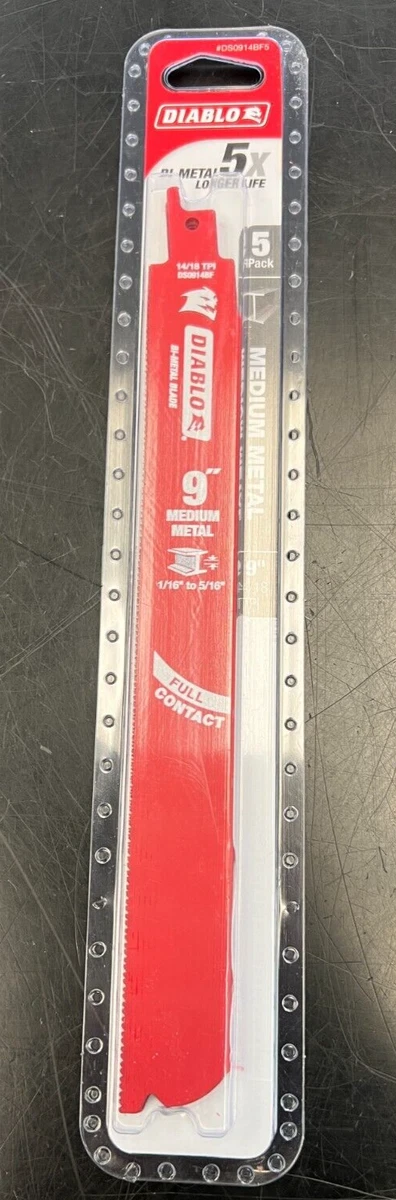 #DS0914BF5
DIABLO
BI-METAL 5X
LONGER LIFE
5
Pack
14/18 TPI
DS0914BF
DIABLO
BI-METAL BLADE
MEDIUM METAL
9"
MEDIUM
METAL
9"
1/16" to 5/16"
FULL
CONTACT